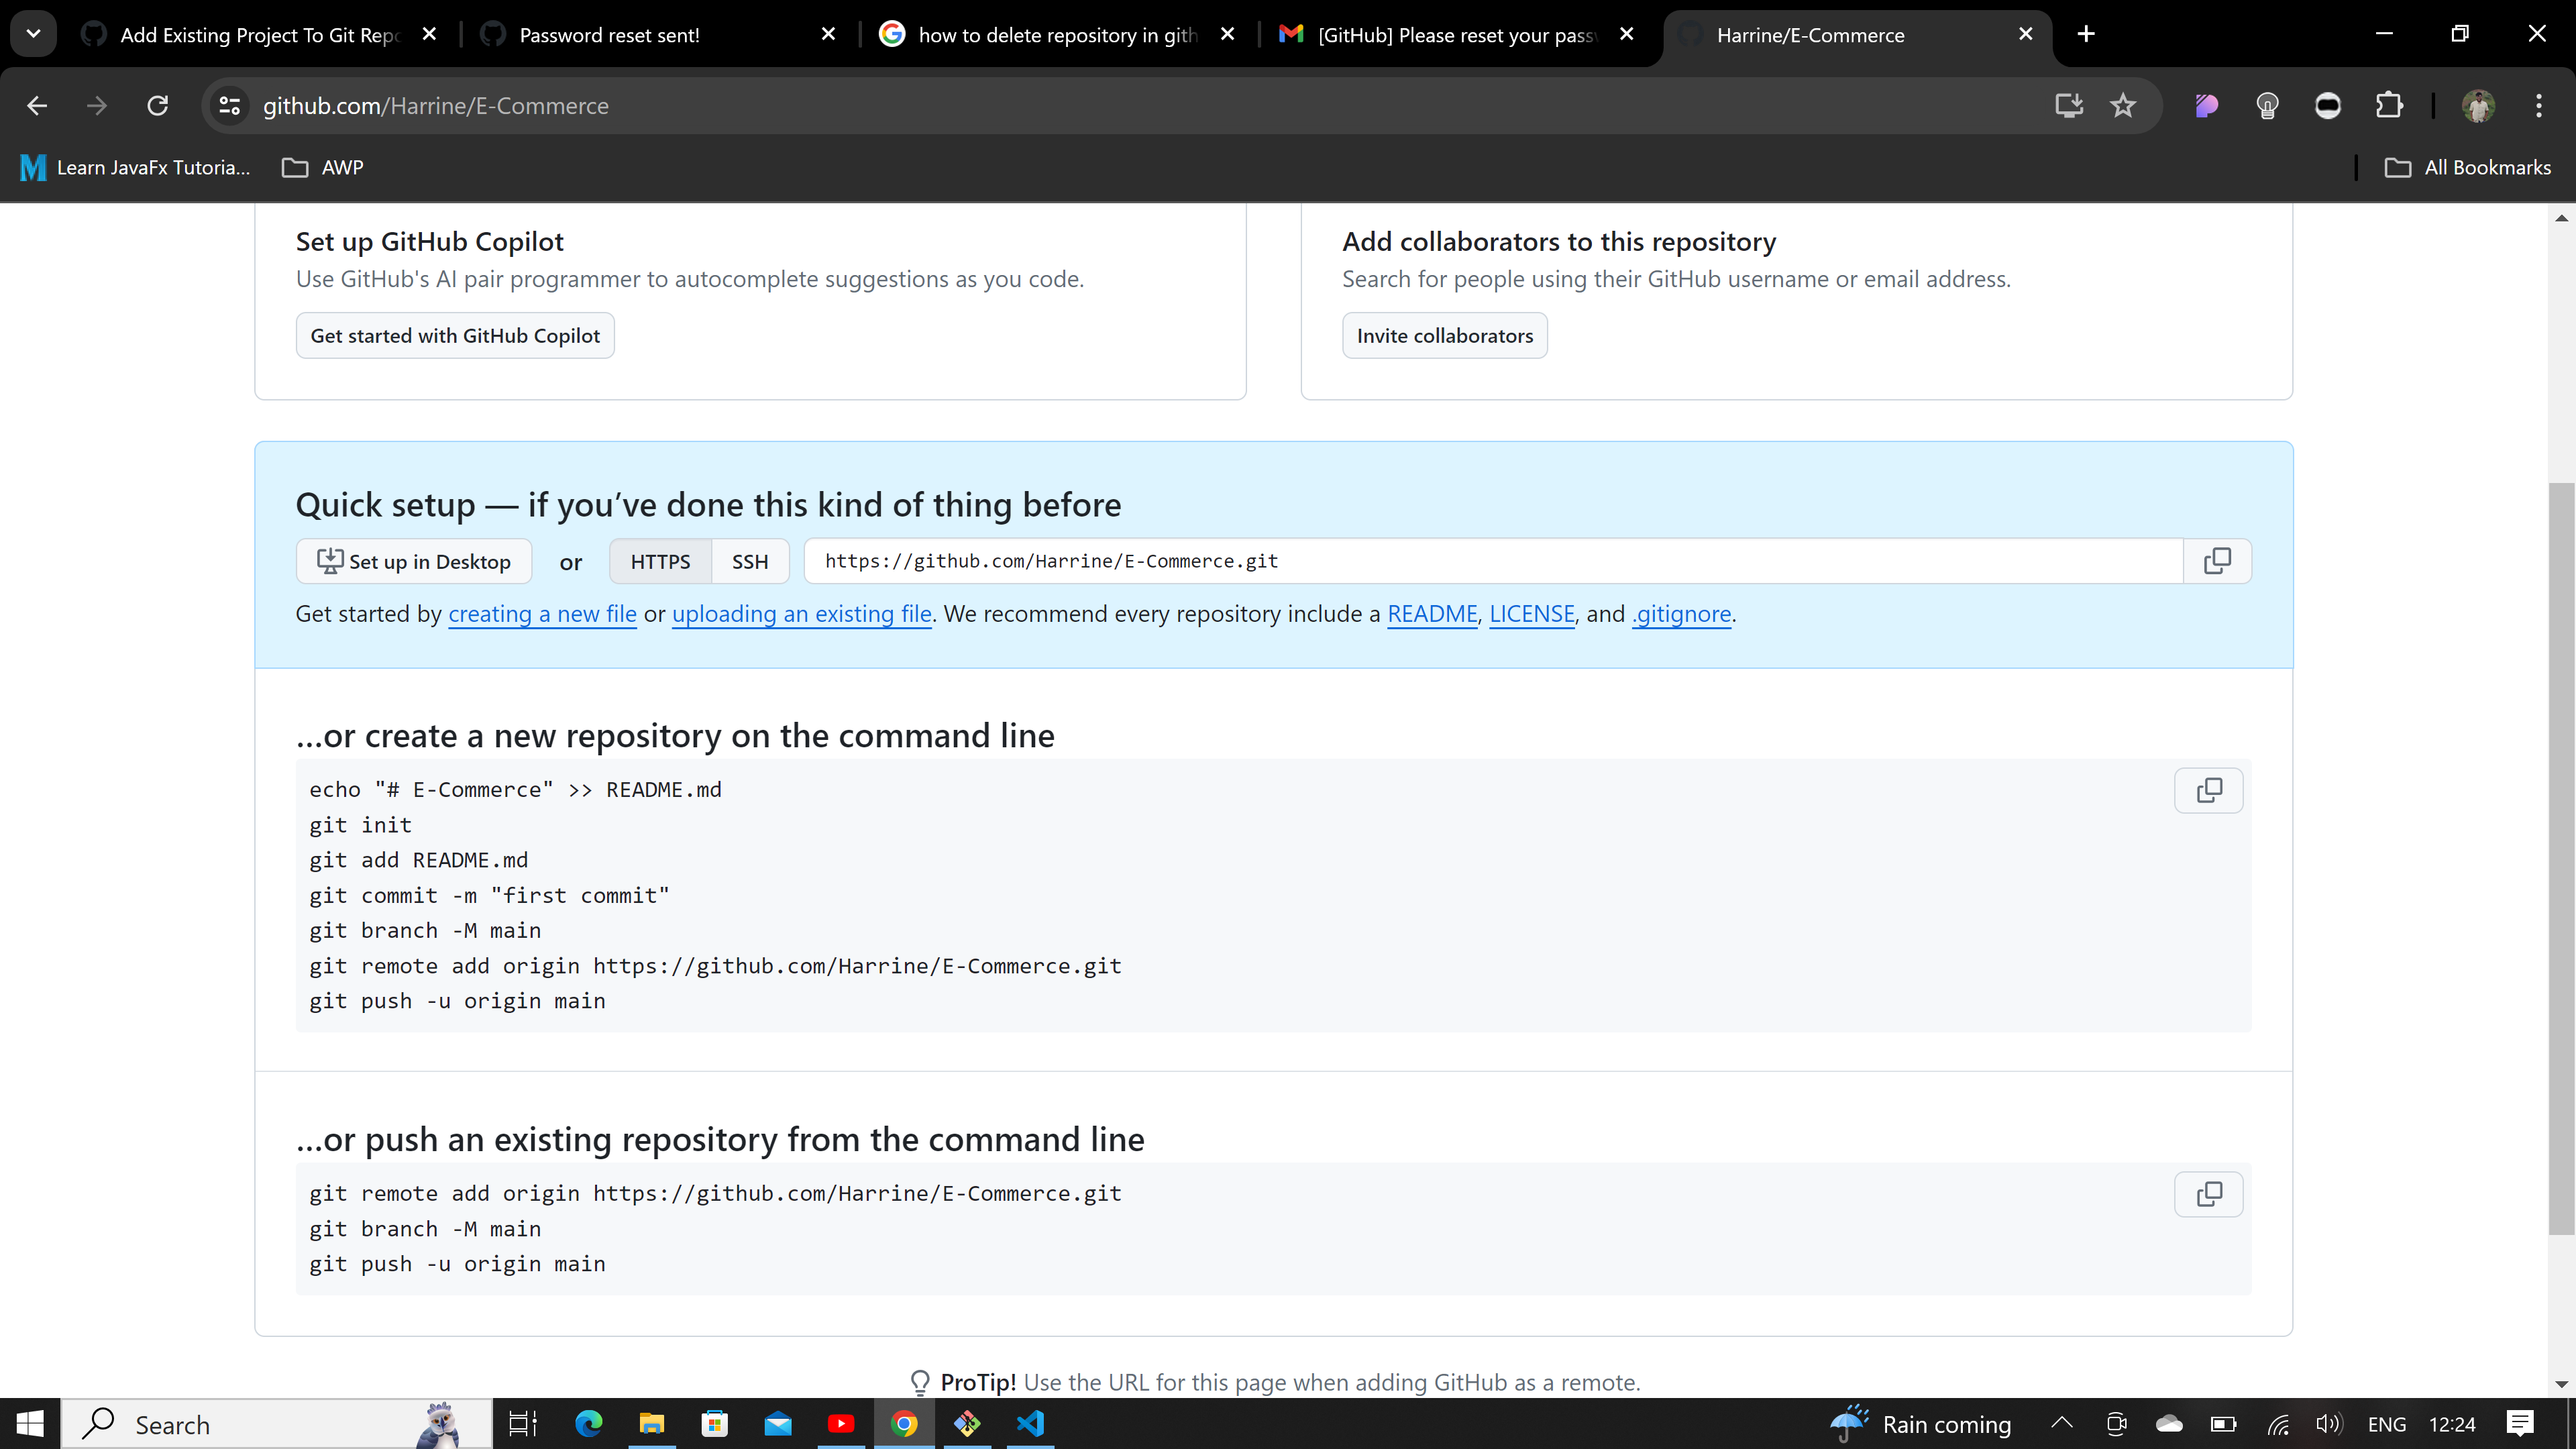 Add Existing Project To Git Repo
Password reset sent!
how to delete repository in gith
[GitHub] Please reset your passw
Harrine/E-Commerce
github.com/Harrine/E-Commerce
M Learn JavaFx Tutoria...
AWP
All Bookmarks
Set up GitHub Copilot
Use GitHub's AI pair programmer to autocomplete suggestions as you code.
Get started with GitHub Copilot
Add collaborators to this repository
Search for people using their GitHub username or email address.
Invite collaborators
Quick setup — if you’ve done this kind of thing before
Set up in Desktop or HTTPS SSH https://github.com/Harrine/E-Commerce.git
Get started by creating a new file or uploading an existing file. We recommend every repository include a README, LICENSE, and .gitignore.
…or create a new repository on the command line
echo "# E-Commerce" >> README.md
git init
git add README.md
git commit -m "first commit"
git branch -M main
git remote add origin https://github.com/Harrine/E-Commerce.git
git push -u origin main
…or push an existing repository from the command line
git remote add origin https://github.com/Harrine/E-Commerce.git
git branch -M main
git push -u origin main
ProTip! Use the URL for this page when adding GitHub as a remote.
Search
Rain coming
ENG
12:24